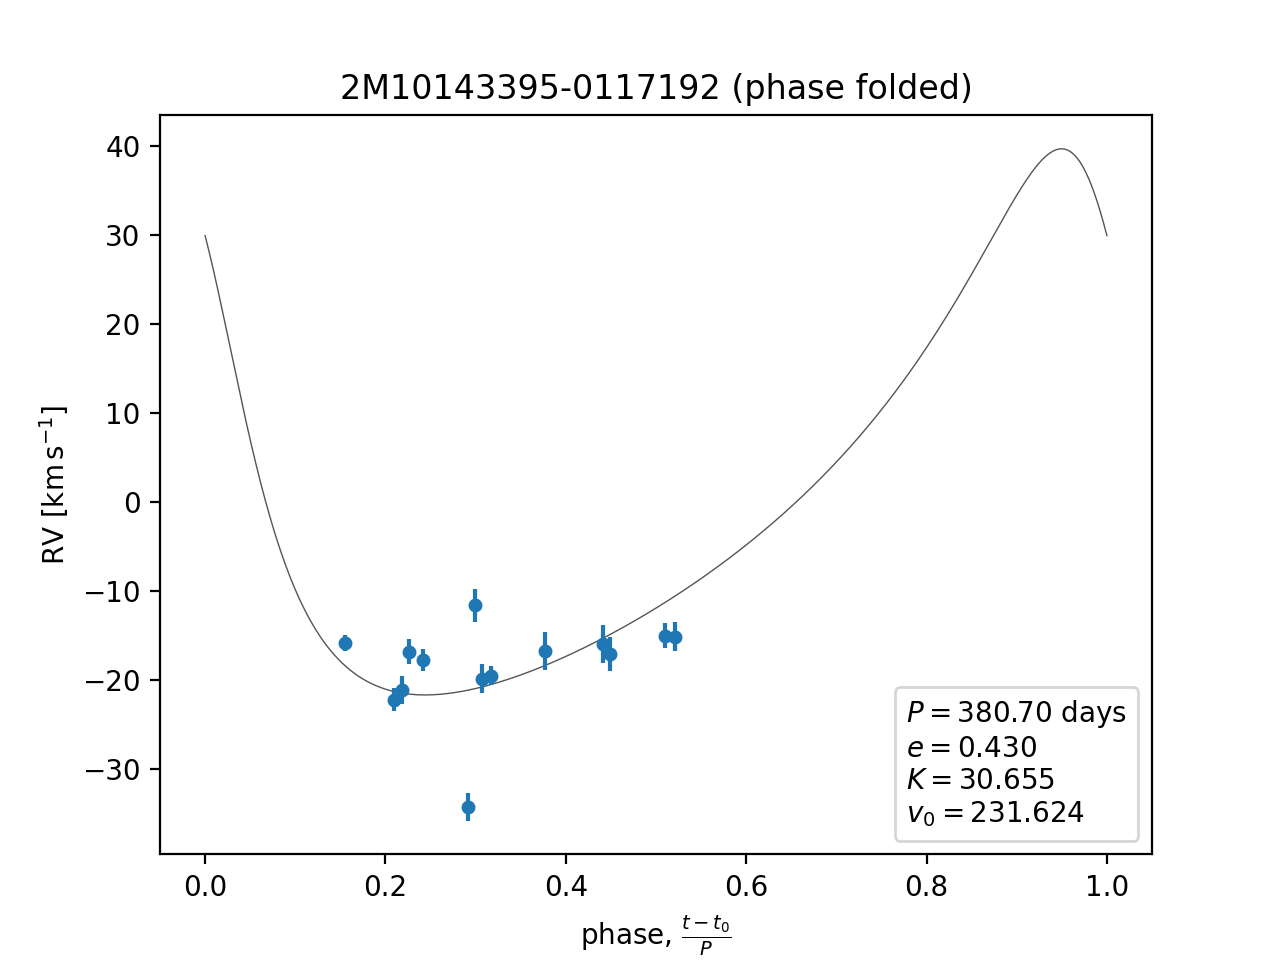 2M10143395-0117192 (phase folded)
40
30
20
10
0
−10
−20
−30
RV [km s⁻¹]
P = 380.70 days
e = 0.430
K = 30.655
v₀ = 231.624
0.0 0.2 0.4 0.6 0.8 1.0
phase, (t − t₀)/P